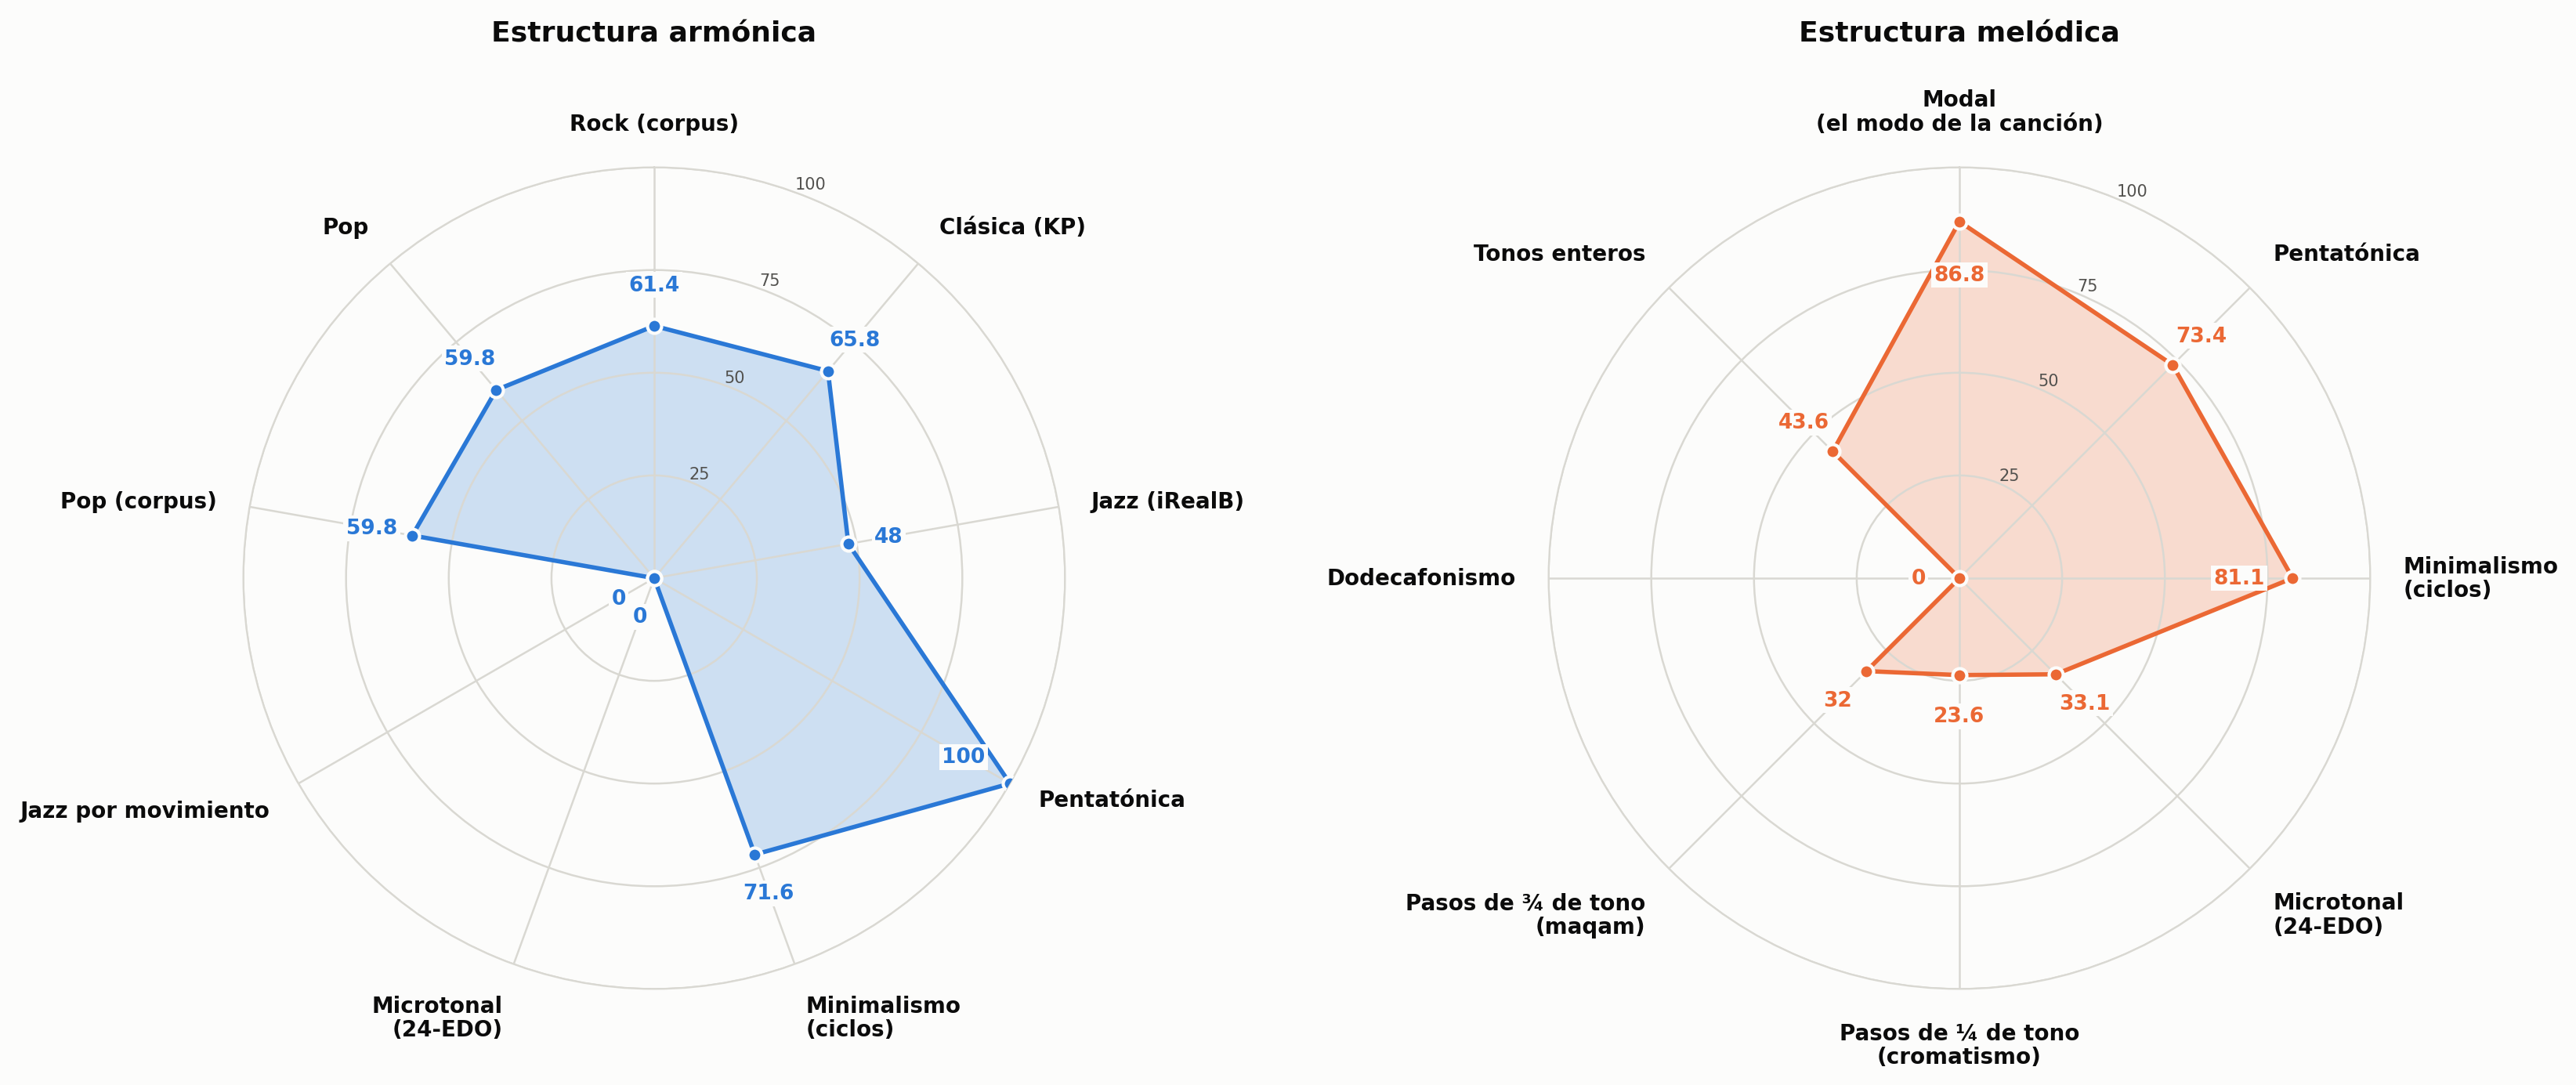 Estructura armónica
Rock (corpus)
100
Pop
Clásica (KP)
75
61.4
65.8
59.8
50
25
Pop (corpus)
Jazz (iRealB)
59.8
48
0
0
100
Jazz por movimiento
Pentatónica
71.6
Microtonal
(24-EDO)
Minimalismo
(ciclos)
Estructura melódica
Modal
(el modo de la canción)
100
Tonos enteros
Pentatónica
86.8
75
73.4
50
43.6
25
Dodecafonismo
0
81.1
Minimalismo
(ciclos)
32
23.6
33.1
Pasos de ¾ de tono
(maqam)
Microtonal
(24-EDO)
Pasos de ¼ de tono
(cromatismo)